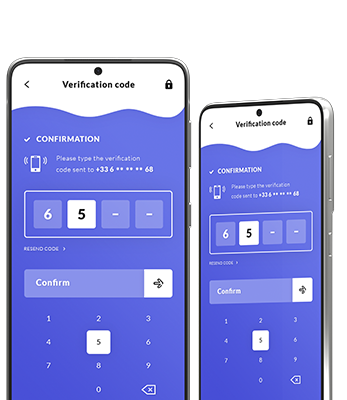 Verification code
CONFIRMATION
Please type the verification
code sent to +33 6 ** ** ** 68
6 5 - -
RESEND CODE >
Confirm
1 2 3
4 5 6
7 8 9
0
Verification code
CONFIRMATION
Please type the verification
code sent to +33 6 ** ** ** 68
6 5 - -
RESEND CODE >
Confirm
1 2 3
4 5 6
7 8 9
0